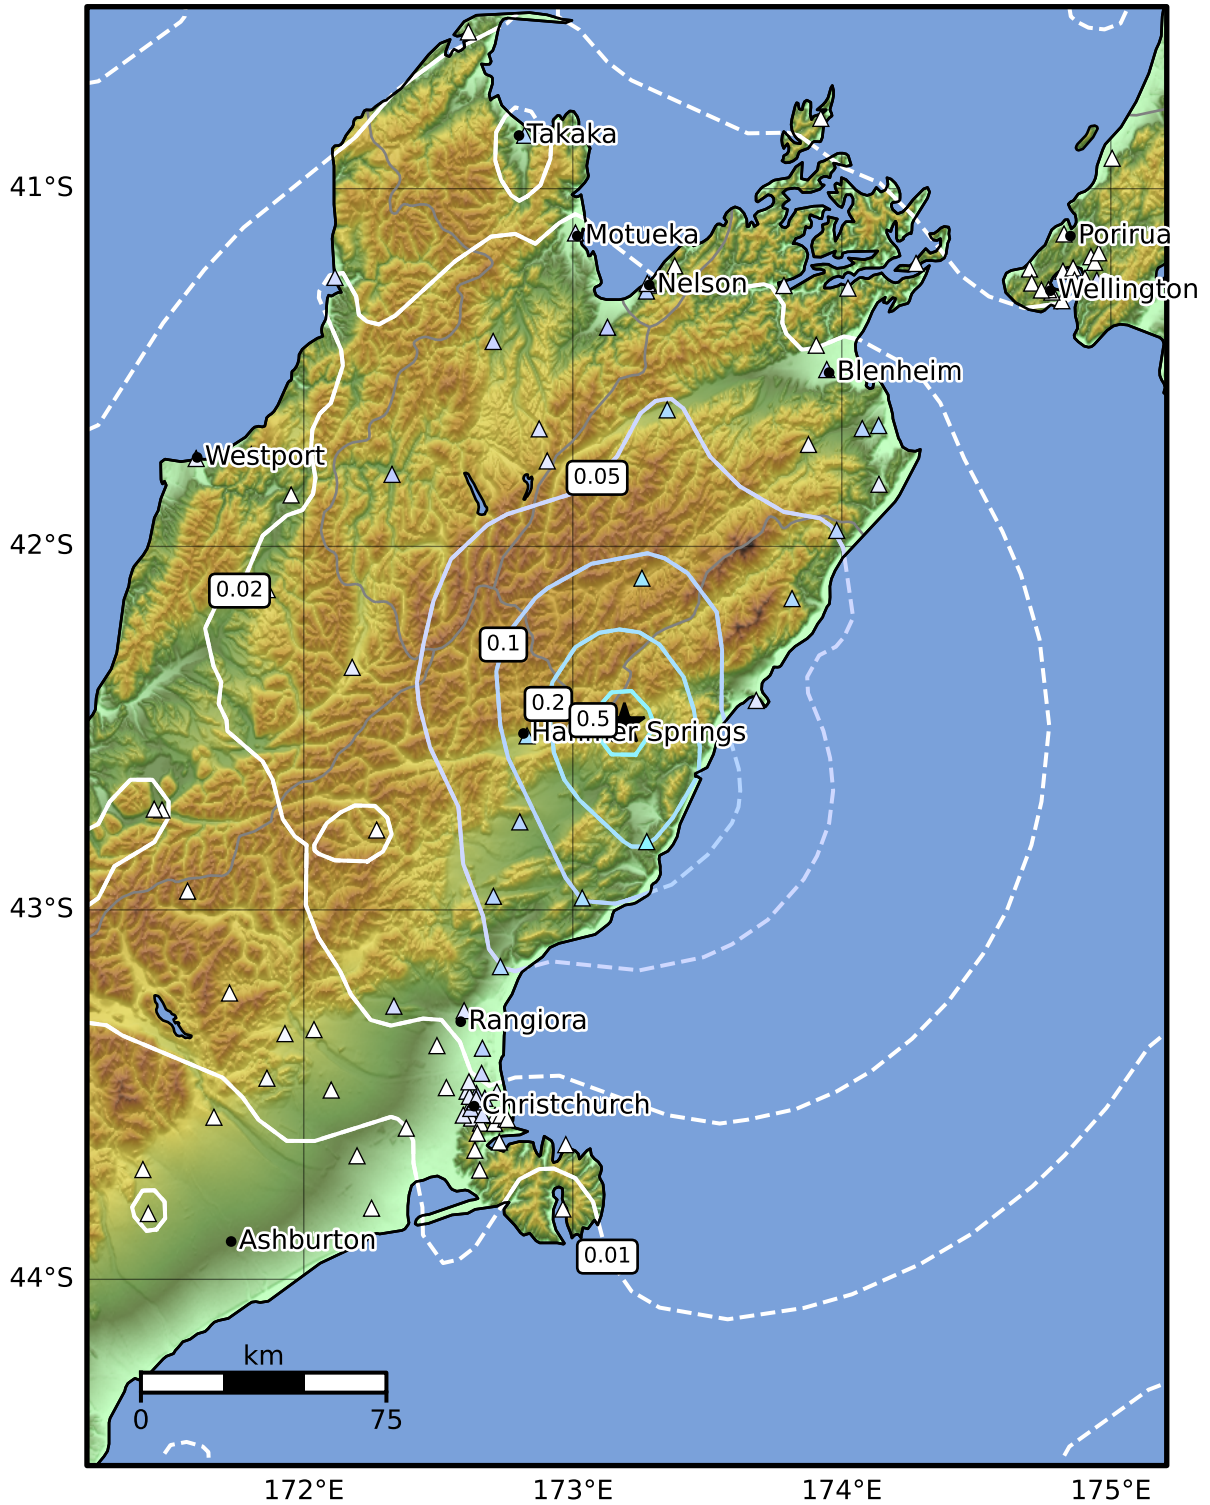 Takaka
41°S
Motueka
Porirua
Nelson
Wellington
Blenheim
Westport
0.05
42°S
0.02
0.1
0.2
0.5
Hanmer Springs
43°S
Rangiora
Christchurch
Ashburton
0.01
44°S
km
0
75
172°E
173°E
174°E
175°E